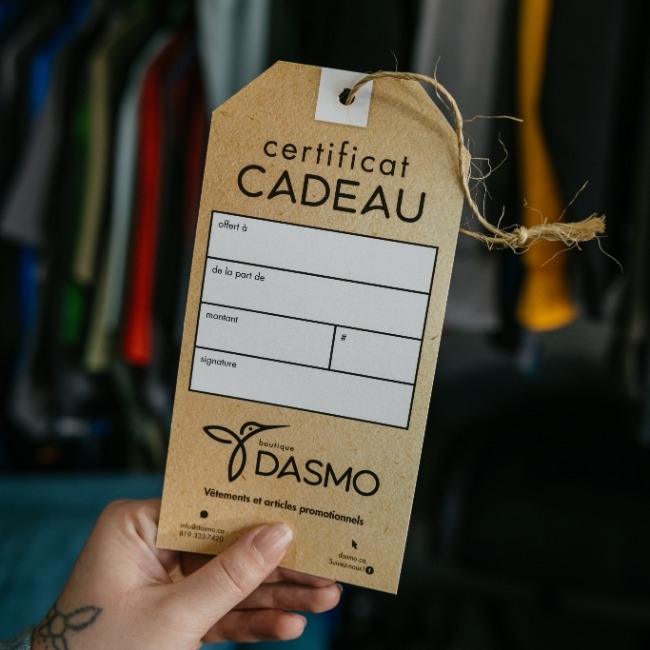 certificat
CADEAU
offert à
de la part de
montant
#
signature
boutique
DASMO
Vêtements et articles promotionnels
info@dasmo.ca
819 333-7420
dasmo.ca
Suivez-nous!